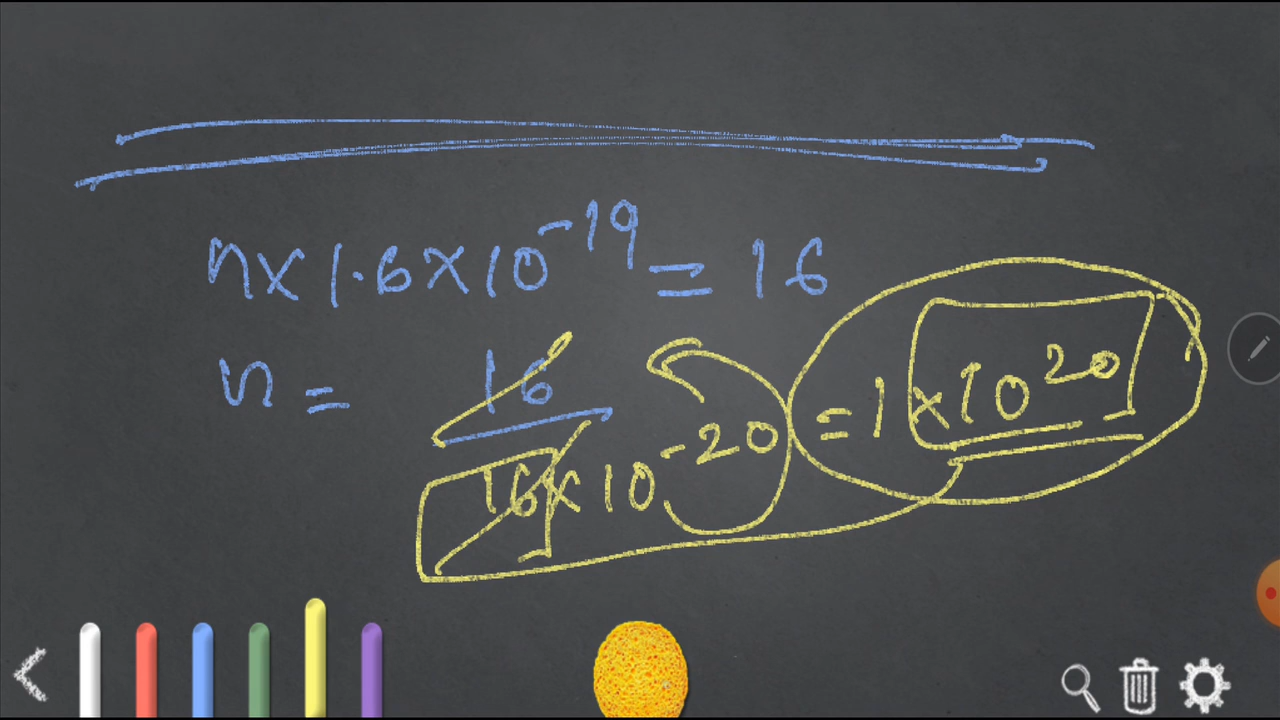 n×1.6×10⁻¹⁹ = 16
n = 16
16×10⁻²⁰ = 1×10²⁰